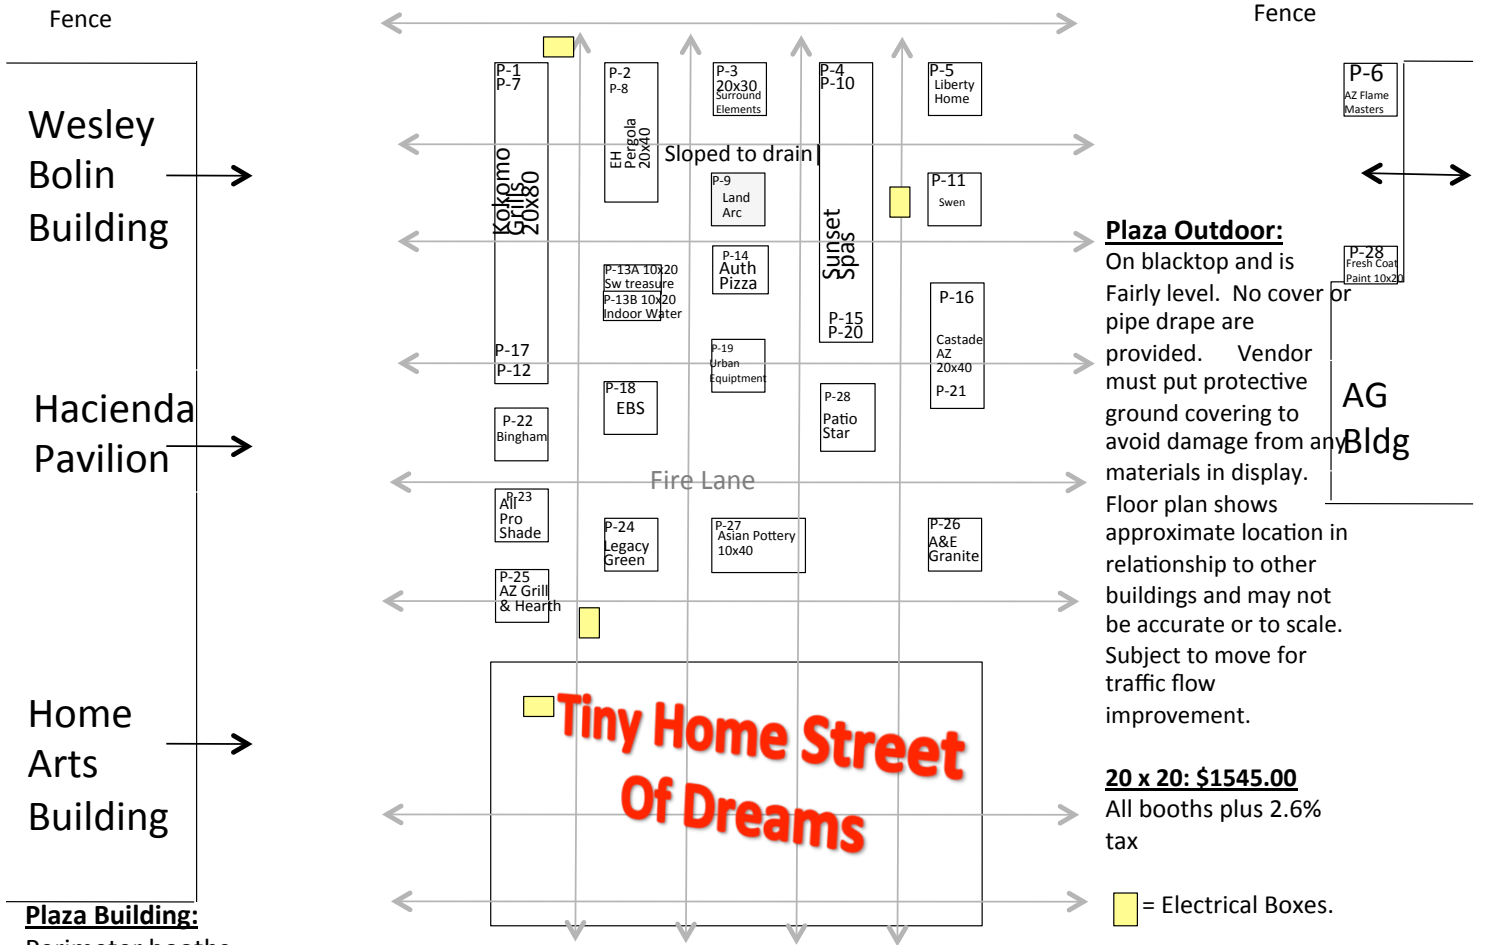 Fence
Fence
Wesley
Bolin
Building
Hacienda
Pavilion
Home
Arts
Building
Plaza Building:
Perimeter booths
P-1
P-7
Kokomo
Grills
20x80
P-17
P-12
P-2
P-8
EH
Pergola
20x40
P-3
20x30
Surround
Elements
P-4
P-10
Sunset
Spas
P-15
P-20
P-5
Liberty
Home
P-6
AZ Flame
Masters
Sloped to drain
P-9
Land
Arc
P-11
Swen
P-13A 10x20
Sw treasure
P-13B 10x20
Indoor Water
P-14
Auth
Pizza
P-16
Castade
AZ
20x40
P-21
P-28
Fresh Coat
Paint 10x20
P-18
EBS
P-19
Urban
Equiptment
P-28
Patio
Star
P-22
Bingham
Fire Lane
P-23
All
Pro
Shade
P-24
Legacy
Green
P-27
Asian Pottery
10x40
P-26
A&E
Granite
P-25
AZ Grill
& Hearth
Tiny Home Street
Of Dreams
AG
Bldg
Plaza Outdoor:
On blacktop and is
Fairly level. No cover or
pipe drape are
provided. Vendor
must put protective
ground covering to
avoid damage from any
materials in display.
Floor plan shows
approximate location in
relationship to other
buildings and may not
be accurate or to scale.
Subject to move for
traffic flow
improvement.
20 x 20: $1545.00
All booths plus 2.6%
tax
= Electrical Boxes.